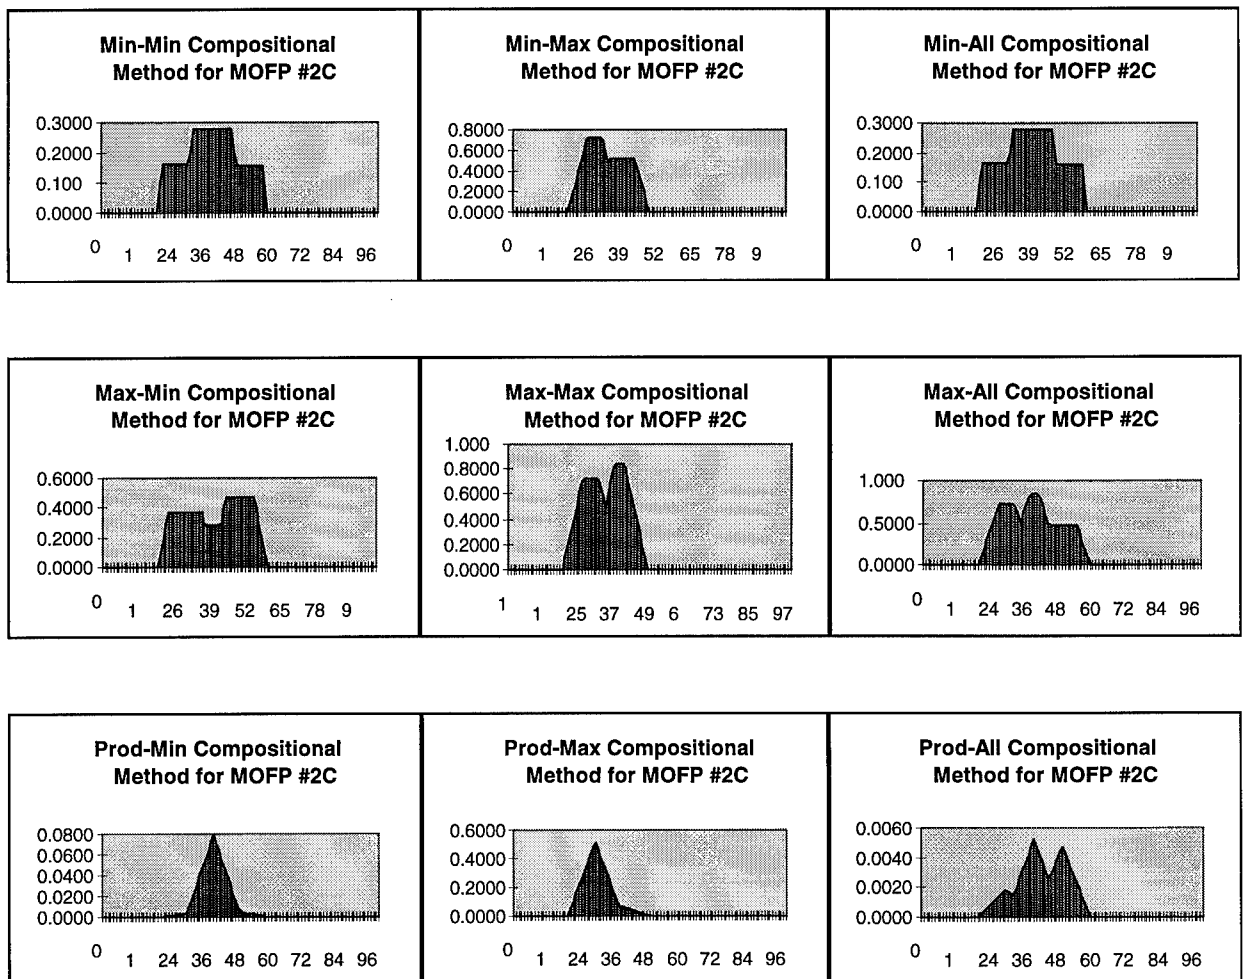 Min-Min Compositional
Method for MOFP #2C
0.3000
0.2000
0.100
0.0000
0 1 24 36 48 60 72 84 96
Min-Max Compositional
Method for MOFP #2C
0.8000
0.6000
0.4000
0.2000
0.0000
0 1 26 39 52 65 78 9
Min-All Compositional
Method for MOFP #2C
0.3000
0.2000
0.100
0.0000
0 1 26 39 52 65 78 9
Max-Min Compositional
Method for MOFP #2C
0.6000
0.4000
0.2000
0.0000
0 1 26 39 52 65 78 9
Max-Max Compositional
Method for MOFP #2C
1.000
0.8000
0.6000
0.4000
0.2000
0.0000
1 1 25 37 49 6 73 85 97
Max-All Compositional
Method for MOFP #2C
1.000
0.5000
0.0000
0 1 24 36 48 60 72 84 96
Prod-Min Compositional
Method for MOFP #2C
0.0800
0.0600
0.0400
0.0200
0.0000
0 1 24 36 48 60 72 84 96
Prod-Max Compositional
Method for MOFP #2C
0.6000
0.4000
0.2000
0.0000
0 1 24 36 48 60 72 84 96
Prod-All Compositional
Method for MOFP #2C
0.0060
0.0040
0.0020
0.0000
0 1 24 36 48 60 72 84 96